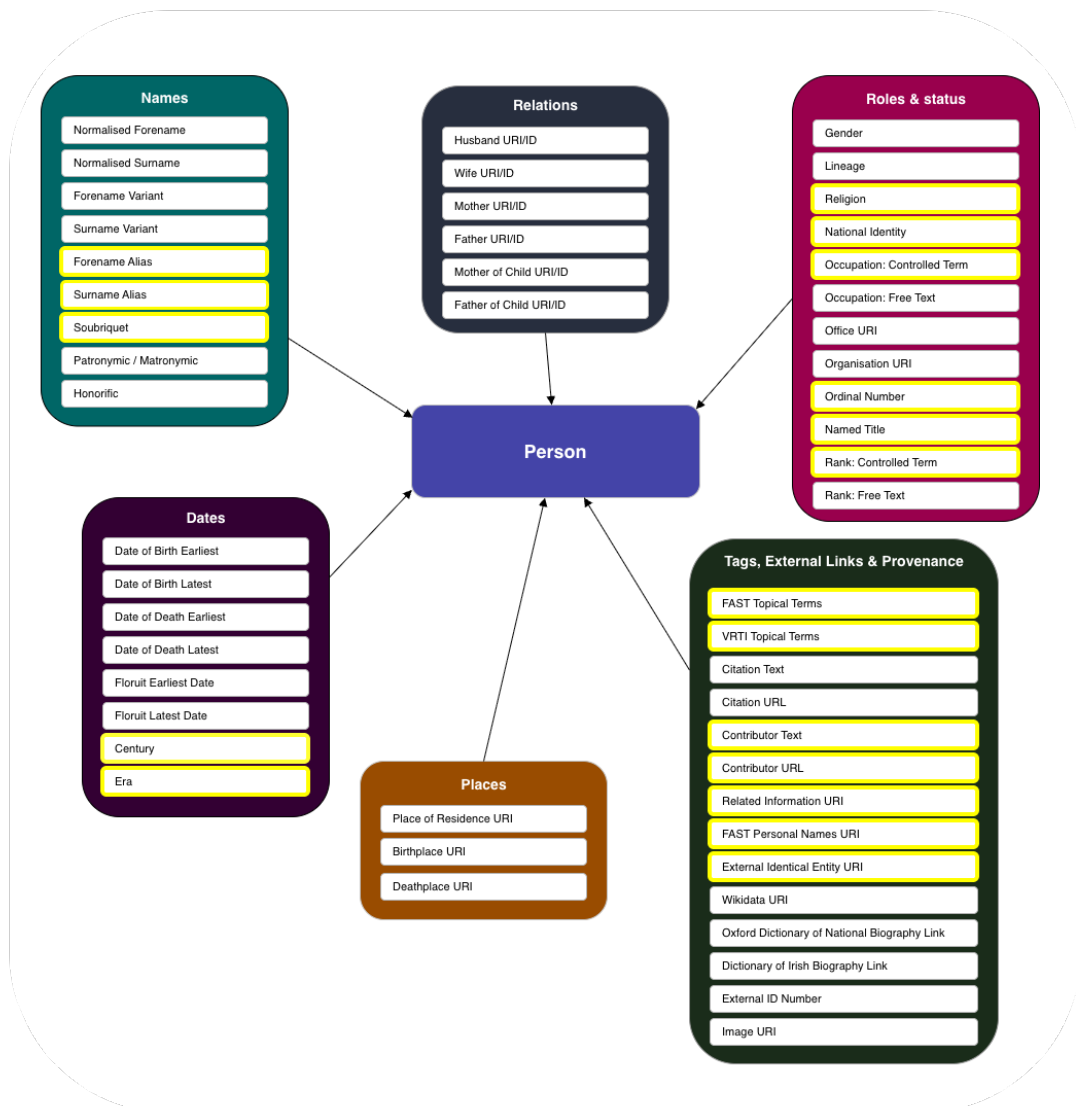 Names
Normalised Forename
Normalised Surname
Forename Variant
Surname Variant
Forename Alias
Surname Alias
Soubriquet
Patronymic / Matronymic
Honorific
Relations
Husband URI/ID
Wife URI/ID
Mother URI/ID
Father URI/ID
Mother of Child URI/ID
Father of Child URI/ID
Roles & status
Gender
Lineage
Religion
National Identity
Occupation: Controlled Term
Occupation: Free Text
Office URI
Organisation URI
Ordinal Number
Named Title
Rank: Controlled Term
Rank: Free Text
Person
Dates
Date of Birth Earliest
Date of Birth Latest
Date of Death Earliest
Date of Death Latest
Floruit Earliest Date
Floruit Latest Date
Century
Era
Places
Place of Residence URI
Birthplace URI
Deathplace URI
Tags, External Links & Provenance
FAST Topical Terms
VRTI Topical Terms
Citation Text
Citation URL
Contributor Text
Contributor URL
Related Information URI
FAST Personal Names URI
External Identical Entity URI
Wikidata URI
Oxford Dictionary of National Biography Link
Dictionary of Irish Biography Link
External ID Number
Image URI